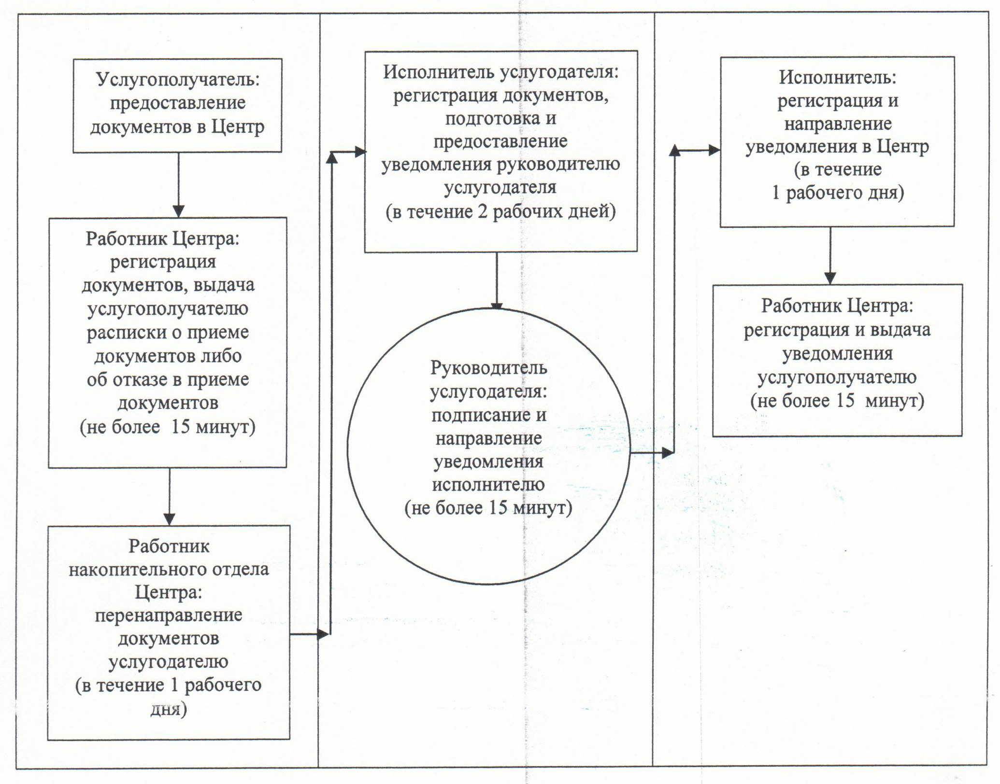 Услугополучатель:
предоставление
документов в Центр
Работник Центра:
регистрация
документов, выдача
услугополучателю
расписки о приеме
документов либо
об отказе в приеме
документов
(не более 15 минут)
Работник
накопительного отдела
Центра:
перенаправление
документов
услугодателю
(в течение 1 рабочего
дня)
Исполнитель услугодателя:
регистрация документов,
подготовка и
предоставление
уведомления руководителю
услугодателя
(в течение 2 рабочих дней)
Руководитель
услугодателя:
подписание и
направление
уведомления
исполнителю
(не более 15 минут)
Исполнитель:
регистрация и
направление
уведомления в Центр
(в течение
1 рабочего дня)
Работник Центра:
регистрация и выдача
уведомления
услугополучателю
(не более 15 минут)